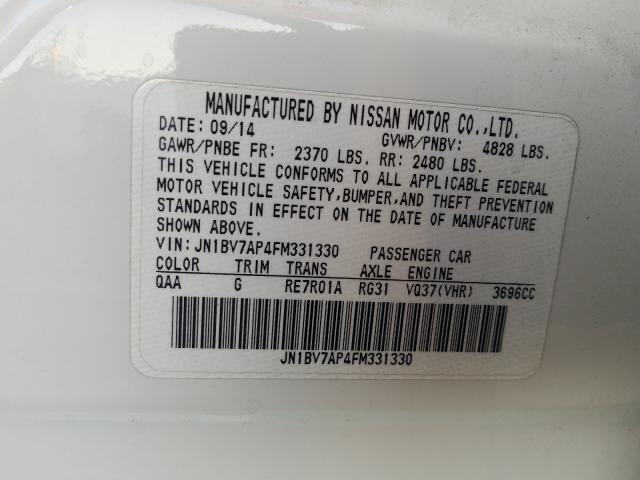 MANUFACTURED BY NISSAN MOTOR CO.,LTD.
DATE: 09/14 GVWR/PNBV: 4828 LBS.
GAWR/PNBE FR: 2370 LBS. RR: 2480 LBS.
THIS VEHICLE CONFORMS TO ALL APPLICABLE FEDERAL
MOTOR VEHICLE SAFETY,BUMPER,AND THEFT PREVENTION
STANDARDS IN EFFECT ON THE DATE OF MANUFACTURE
SHOWN ABOVE.
VIN: JN1BV7AP4FM331330 PASSENGER CAR
COLOR TRIM TRANS AXLE ENGINE
QAA G RE7R01A RG31 VQ37(VHR) 3696CC
JN1BV7AP4FM331330